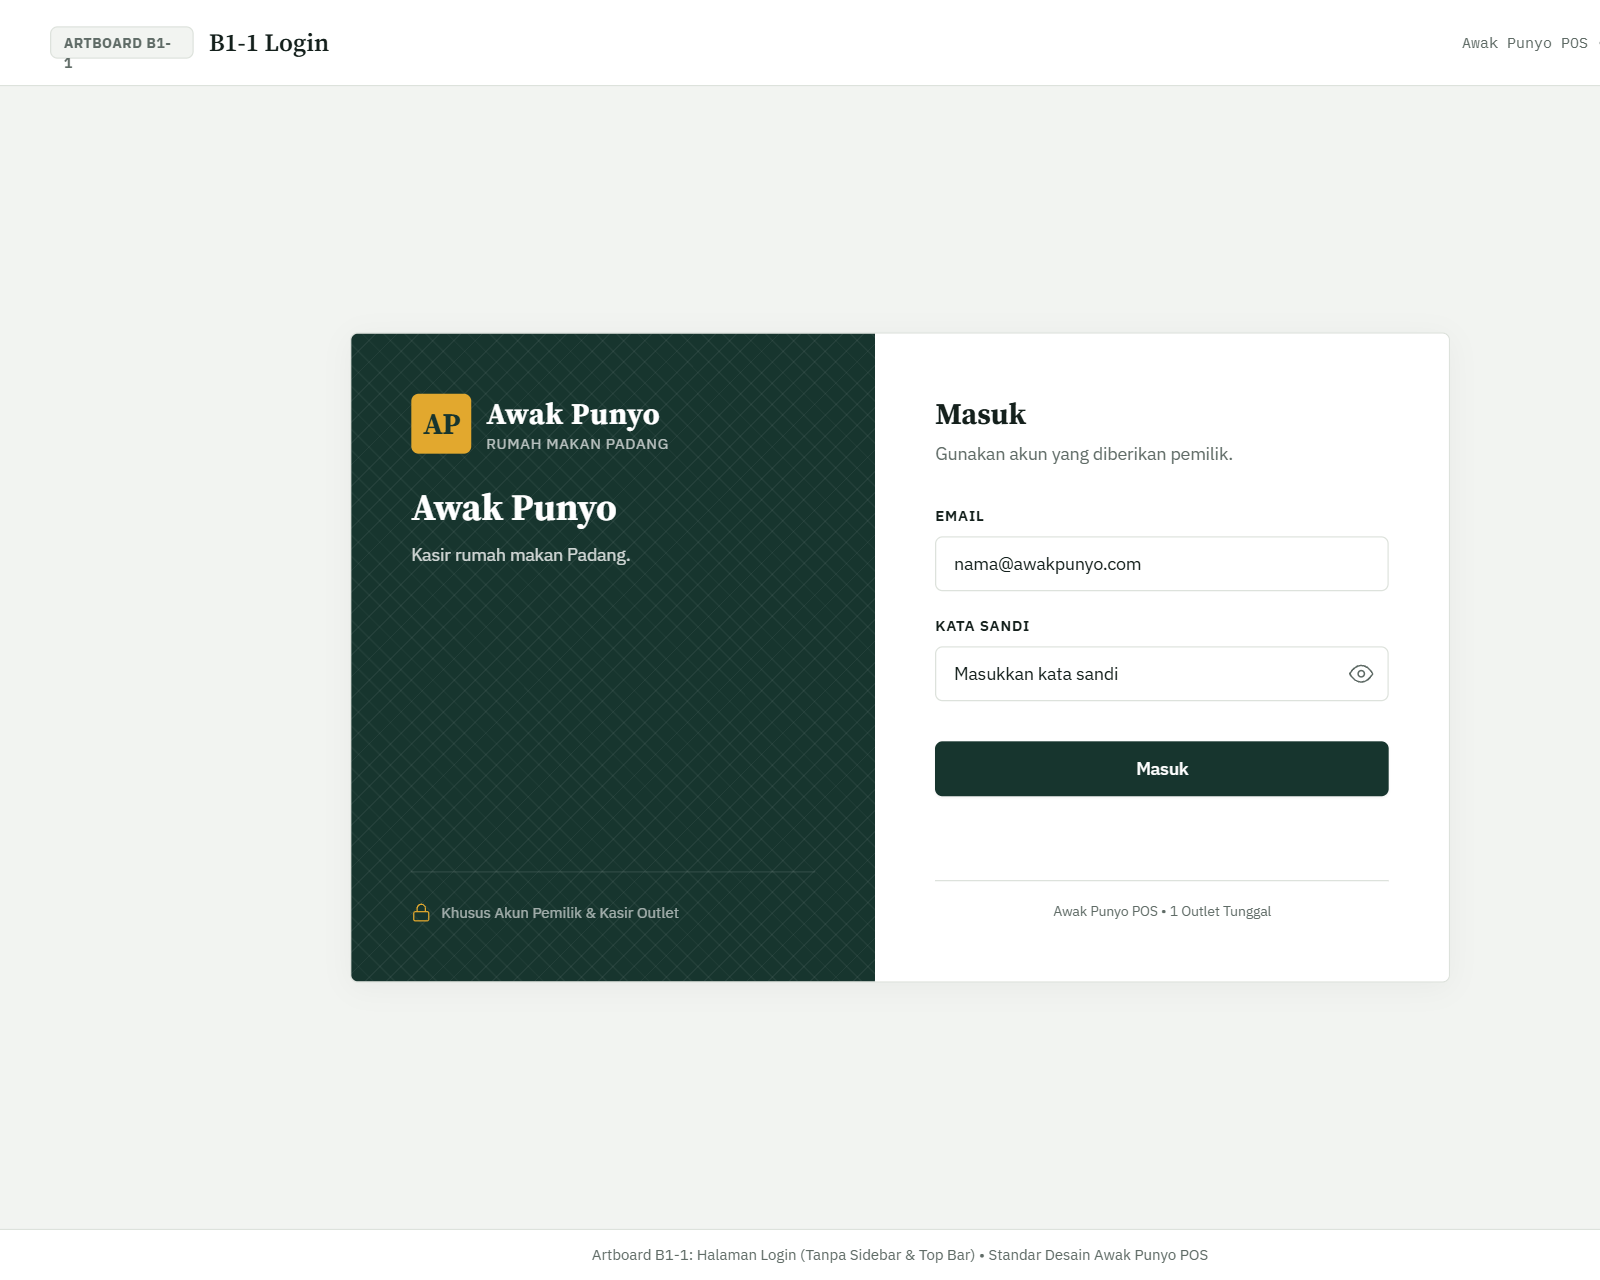 ARTBOARD B1-
1
B1-1 Login
Awak Punyo POS
AP
Awak Punyo
RUMAH MAKAN PADANG
Awak Punyo
Kasir rumah makan Padang.
Khusus Akun Pemilik & Kasir Outlet
Masuk
Gunakan akun yang diberikan pemilik.
EMAIL
nama@awakpunyo.com
KATA SANDI
Masukkan kata sandi
Masuk
Awak Punyo POS • 1 Outlet Tunggal
Artboard B1-1: Halaman Login (Tanpa Sidebar & Top Bar) • Standar Desain Awak Punyo POS